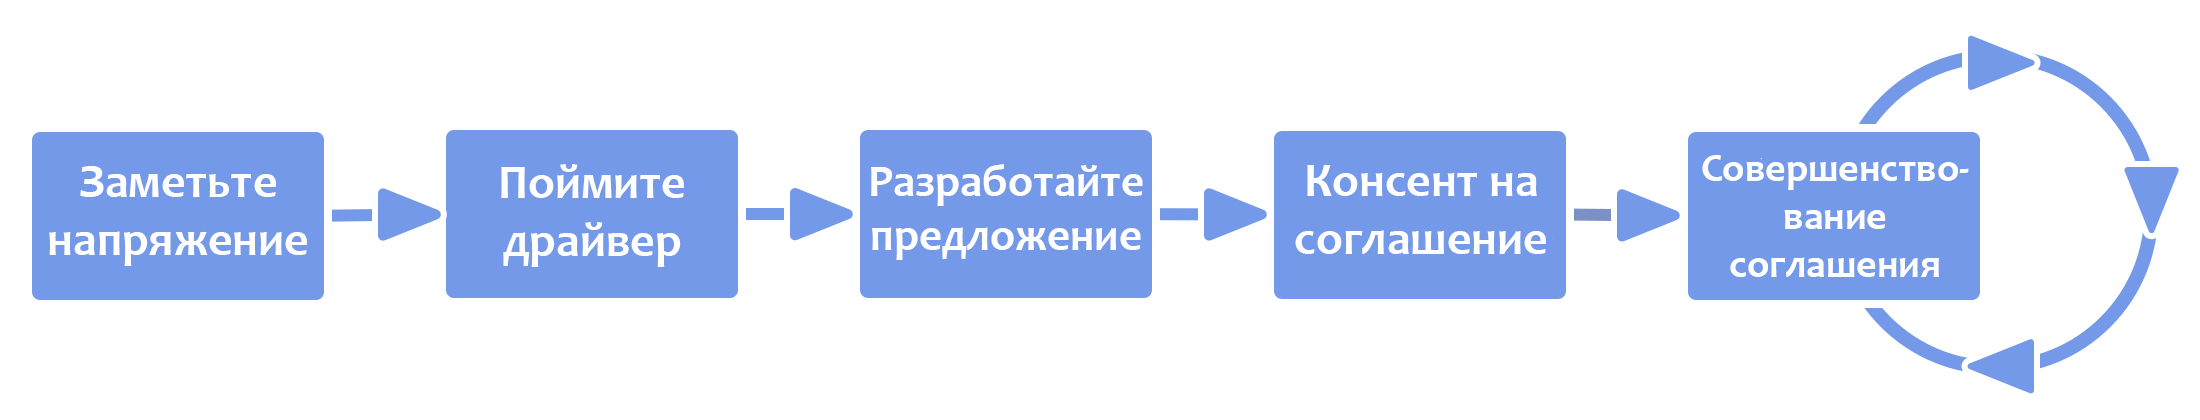 Заметьте
напряжение
Поймите
драйвер
Разработайте
предложение
Консент на
соглашение
Совершенство-
вание
соглашения